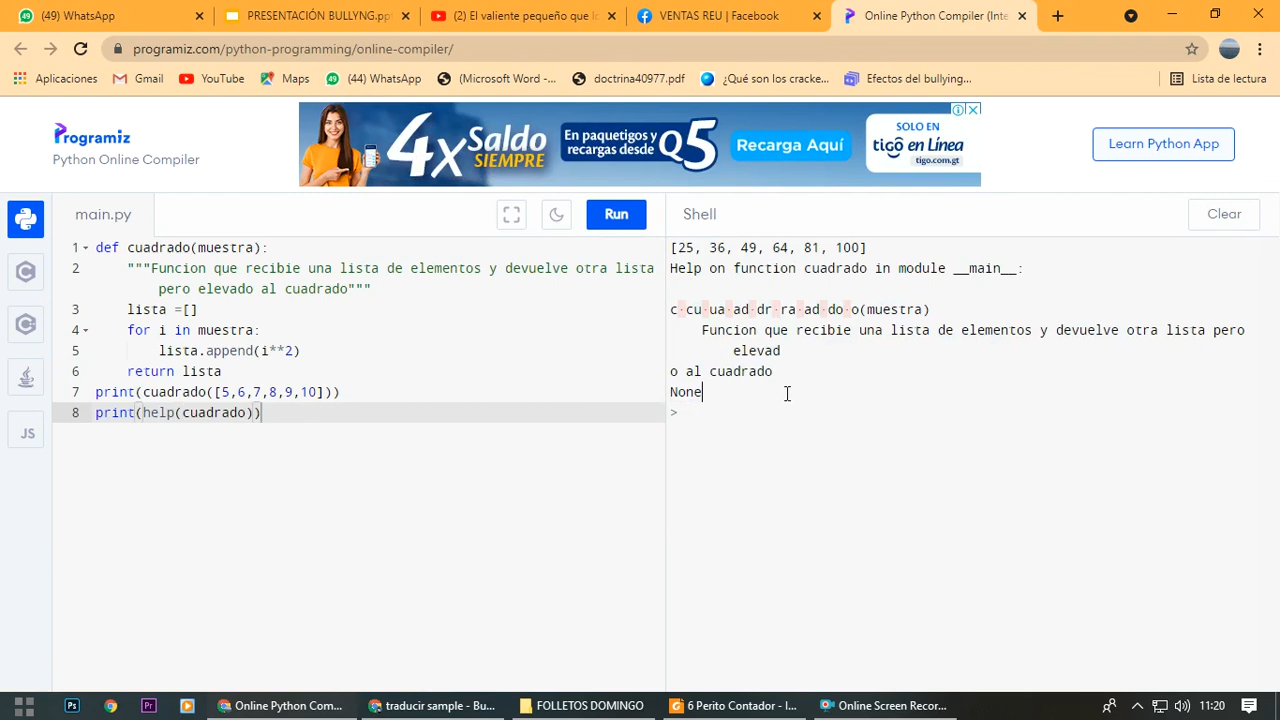 (49) WhatsApp
PRESENTACIÓN BULLYNG.pp
(2) El valiente pequeño que l
VENTAS REU | Facebook
Online Python Compiler (Inte
programiz.com/python-programming/online-compiler/
Aplicaciones
Gmail
YouTube
Maps
(44) WhatsApp
(Microsoft Word -...
doctrina40977.pdf
¿Qué son los cracke...
Efectos del bullying...
Lista de lectura
Programiz
Python Online Compiler
4x Saldo SIEMPRE
En paquetigos y recargas desde Q5
Recarga Aquí
SOLO EN
tigo en Línea
tigo.com.gt
Learn Python App
main.py
Run
Shell
Clear
1 def cuadrado(muestra):
2 """Funcion que recibie una lista de elementos y devuelve otra lista
pero elevado al cuadrado"""
3 lista =[]
4 for i in muestra:
5 lista.append(i**2)
6 return lista
7 print(cuadrado([5,6,7,8,9,10]))
8 print(help(cuadrado))
[25, 36, 49, 64, 81, 100]
Help on function cuadrado in module __main__:
c·cu·ua·ad·dr·ra·ad·do·o(muestra)
Funcion que recibie una lista de elementos y devuelve otra lista pero
elevad
o al cuadrado
None
>
JS
Ps
Pr
Online Python Com...
traducir sample - Bu...
FOLLETOS DOMINGO
6 Perito Contador - I...
Online Screen Recor...
11:20